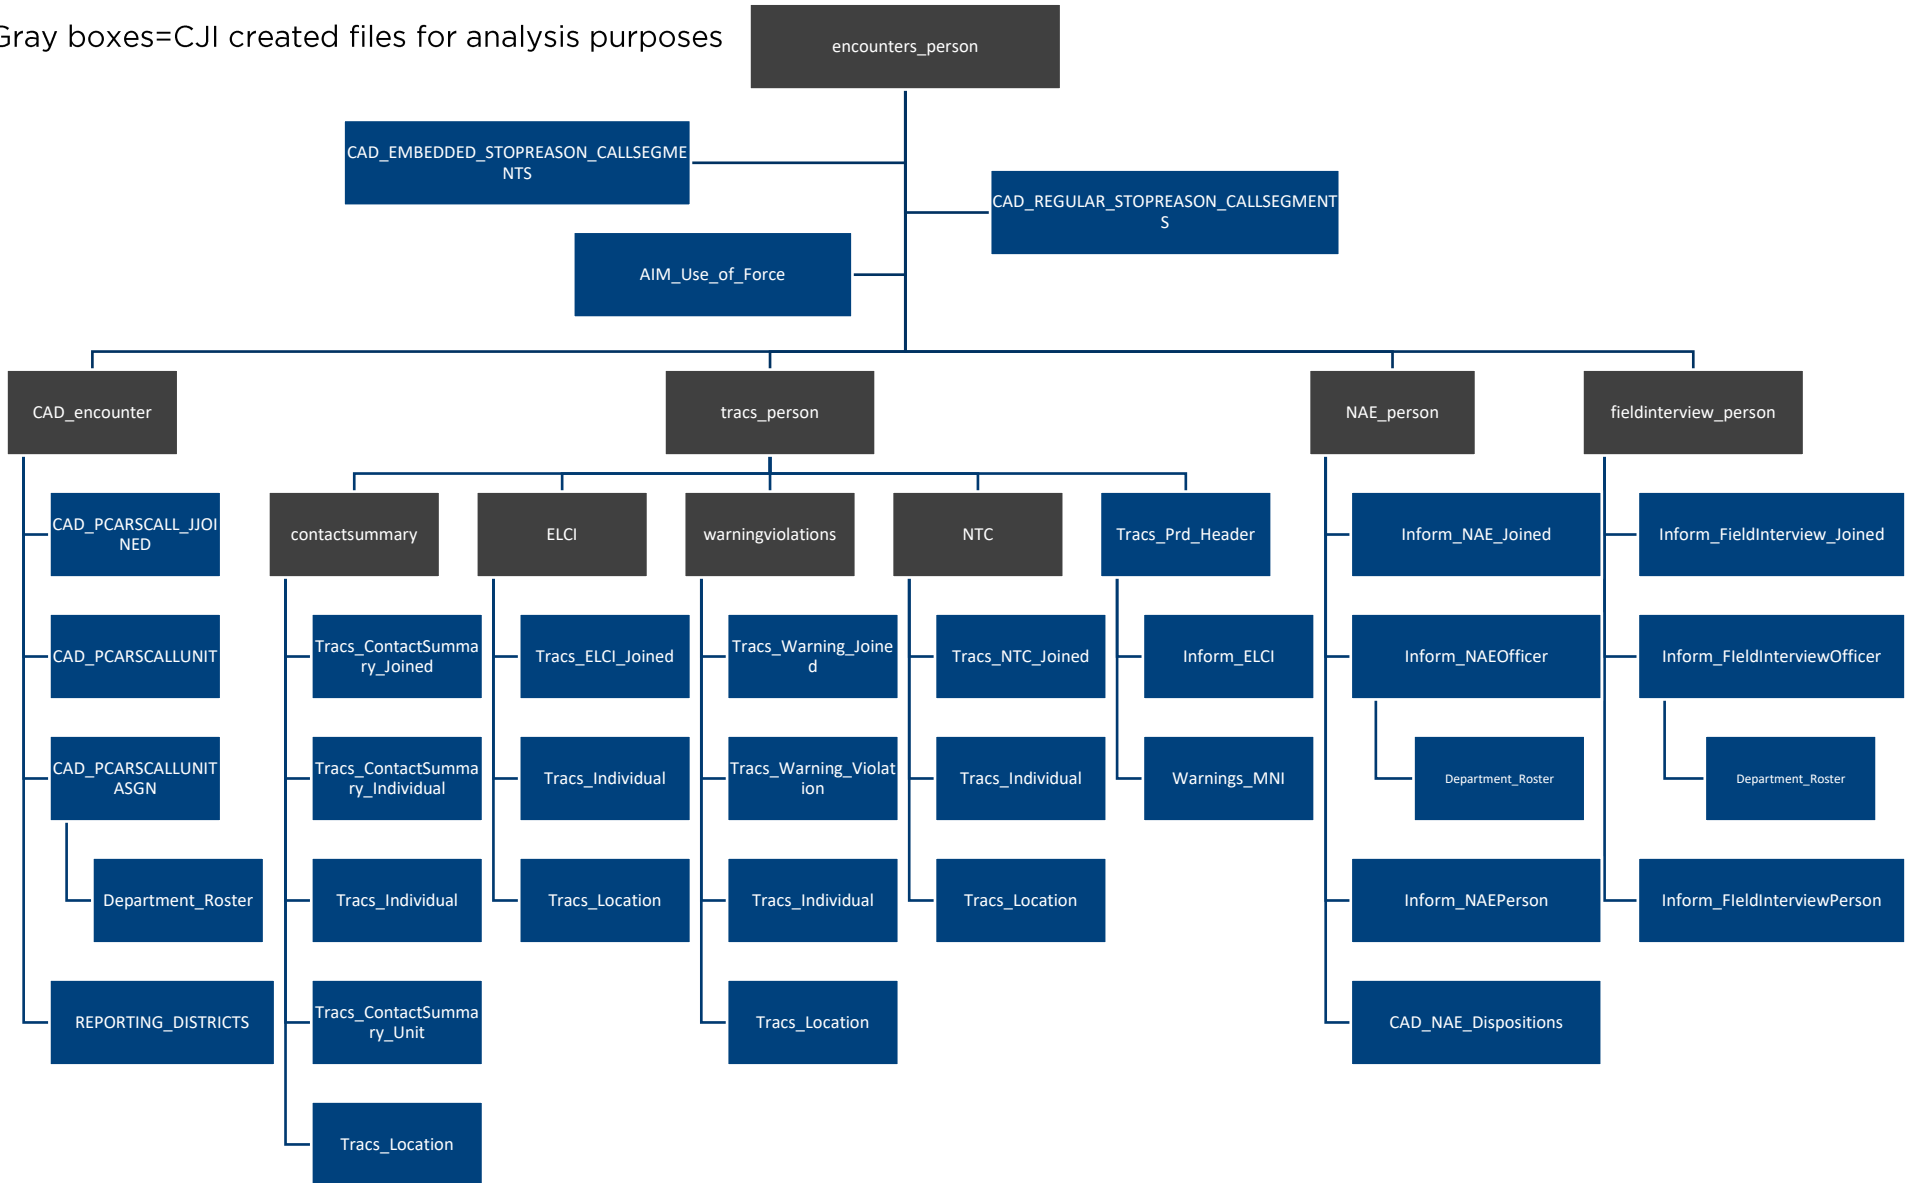 Gray boxes=CJI created files for analysis purposes
encounters_person
CAD_EMBEDDED_STOPREASON_CALLSEGME
NTS
CAD_REGULAR_STOPREASON_CALLSEGMENT
S
AIM_Use_of_Force
CAD_encounter
tracs_person
NAE_person
fieldinterview_person
CAD_PCARSCALL_JJOI
NED
contactsummary
ELCI
warningviolations
NTC
Tracs_Prd_Header
Inform_NAE_Joined
Inform_FieldInterview_Joined
CAD_PCARSCALLUNIT
Tracs_ContactSumma
ry_Joined
Tracs_ELCI_Joined
Tracs_Warning_Joine
d
Tracs_NTC_Joined
Inform_ELCI
Inform_NAEOfficer
Inform_FIeldInterviewOfficer
CAD_PCARSCALLUNIT
ASGN
Tracs_ContactSumma
ry_Individual
Tracs_Individual
Tracs_Warning_Violat
ion
Tracs_Individual
Warnings_MNI
Department_Roster
Department_Roster
Department_Roster
Tracs_Individual
Tracs_Location
Tracs_Individual
Tracs_Location
Inform_NAEPerson
Inform_FIeldInterviewPerson
REPORTING_DISTRICTS
Tracs_ContactSumma
ry_Unit
Tracs_Location
CAD_NAE_Dispositions
Tracs_Location